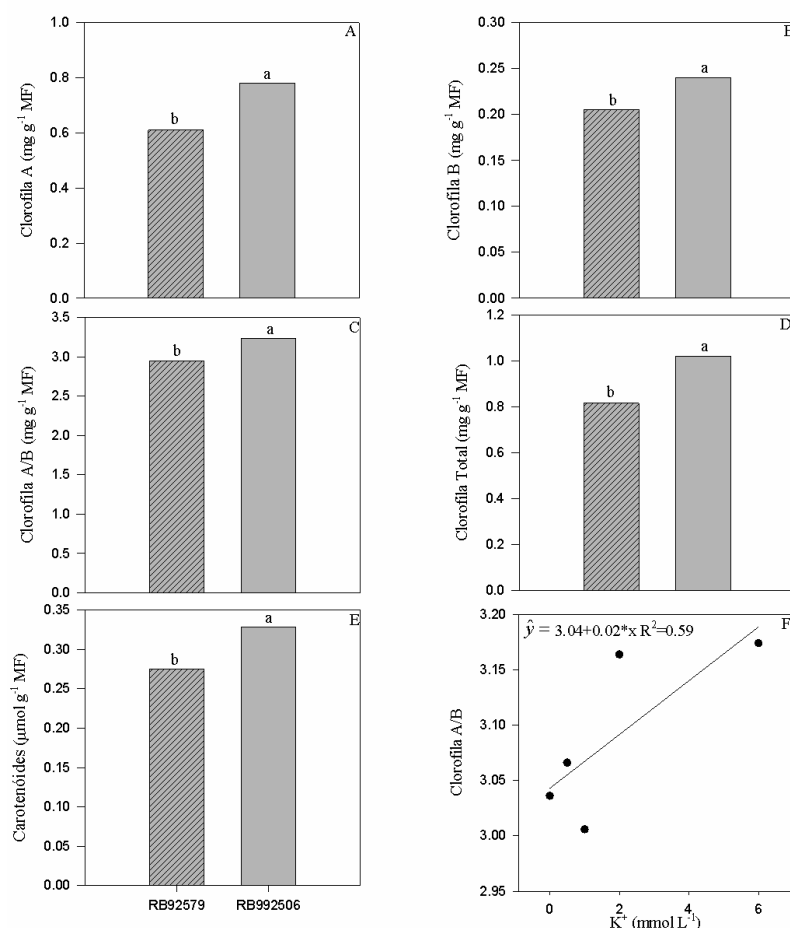 A
Clorofila A (mg g⁻¹ MF)
1.0
0.8
0.6
0.4
0.2
0.0
b
a
Clorofila B (mg g⁻¹ MF)
0.30
0.25
0.20
0.15
0.10
0.05
0.00
b
a
C
Clorofila A/B (mg g⁻¹ MF)
3.5
3.0
2.5
2.0
1.5
1.0
0.5
0.0
b
a
D
Clorofila Total (mg g⁻¹ MF)
1.2
1.0
0.8
0.6
0.4
0.2
0.0
b
a
E
Carotenóides (μmol g⁻¹ MF)
0.35
0.30
0.25
0.20
0.15
0.10
0.05
0.00
b
a
RB92579
RB992506
F
ŷ = 3.04+0.02*x R²=0.59
Clorofila A/B
3.20
3.15
3.10
3.05
3.00
2.95
0
2
4
6
K⁺ (mmol L⁻¹)